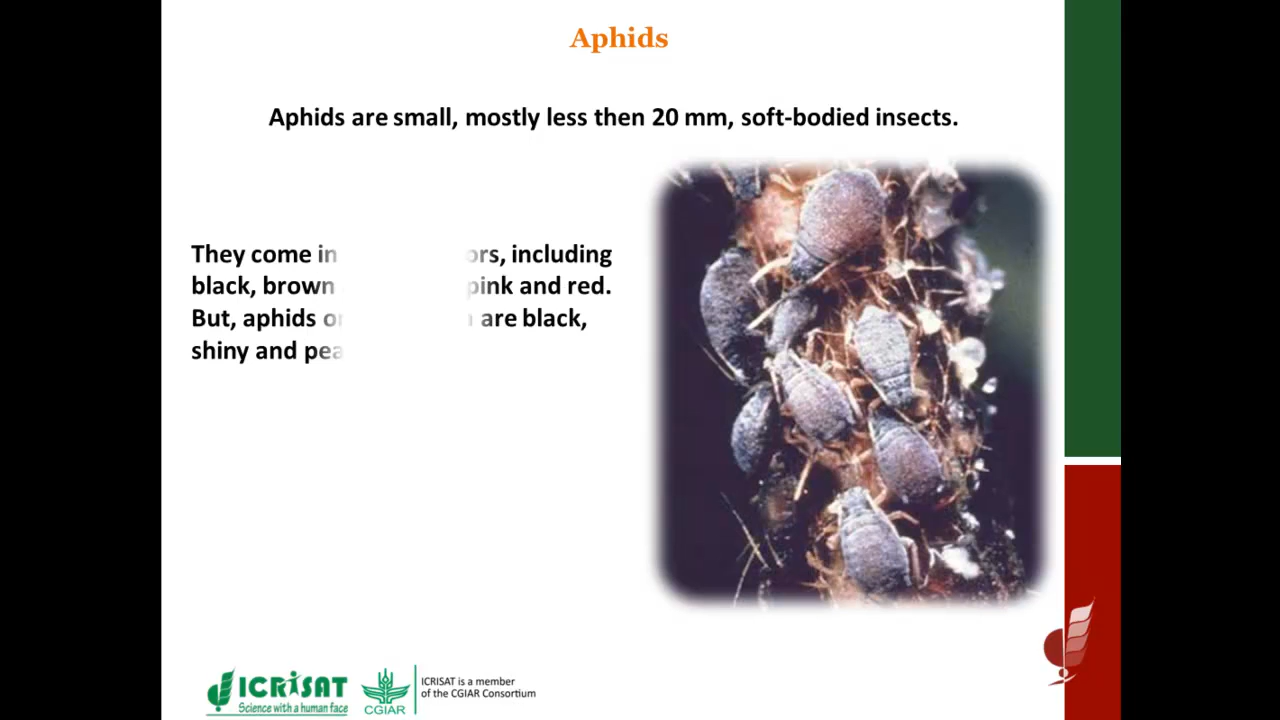 Aphids
Aphids are small, mostly less then 20 mm, soft-bodied insects.
They come in including
black, brown pink and red.
But, aphids are black,
shiny and
ICRISAT
Science with a human face
CGIAR
ICRISAT is a member
of the CGIAR Consortium